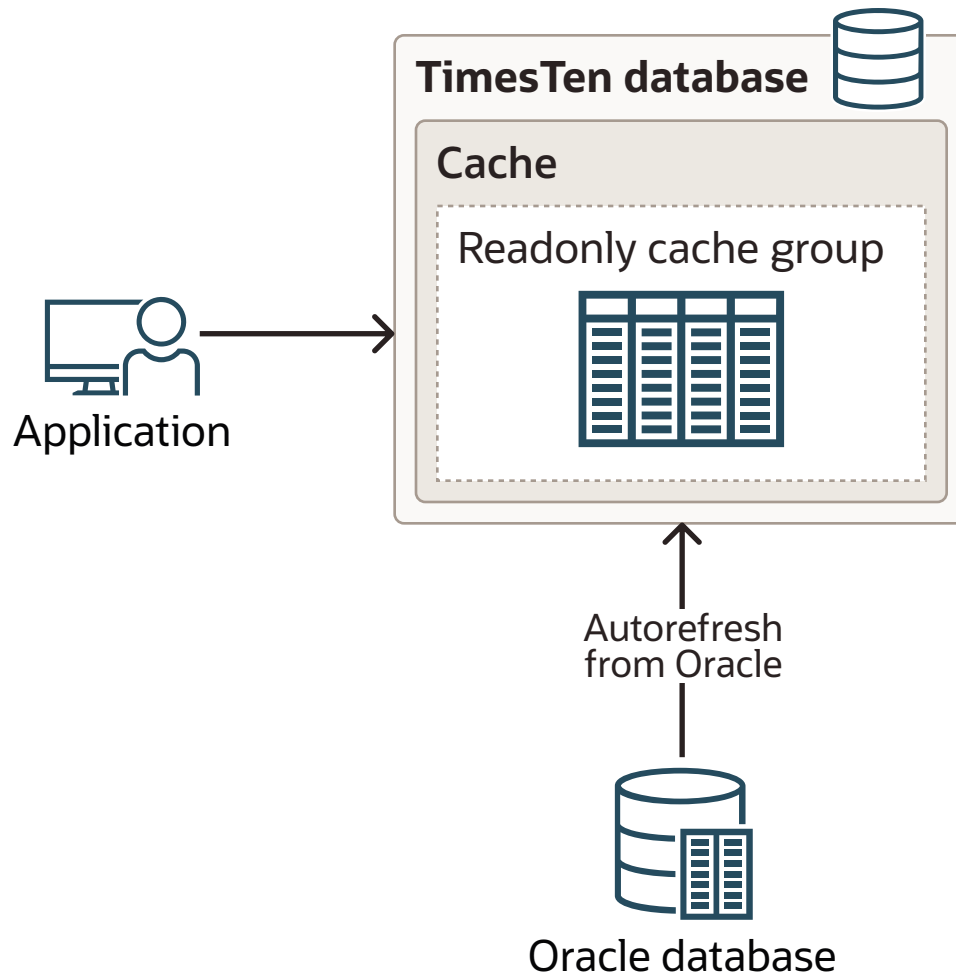 TimesTen database
Cache
Readonly cache group
Application
Autorefresh
from Oracle
Oracle database